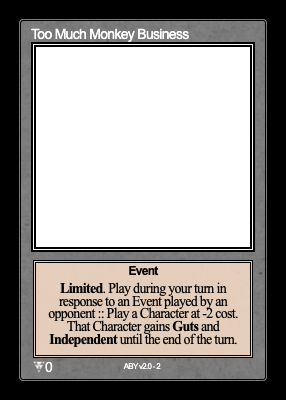 Too Much Monkey Business
Event
Limited. Play during your turn in
response to an Event played by an
opponent :: Play a Character at -2 cost.
That Character gains Guts and
Independent until the end of the turn.
0
ABY v2.0 - 2